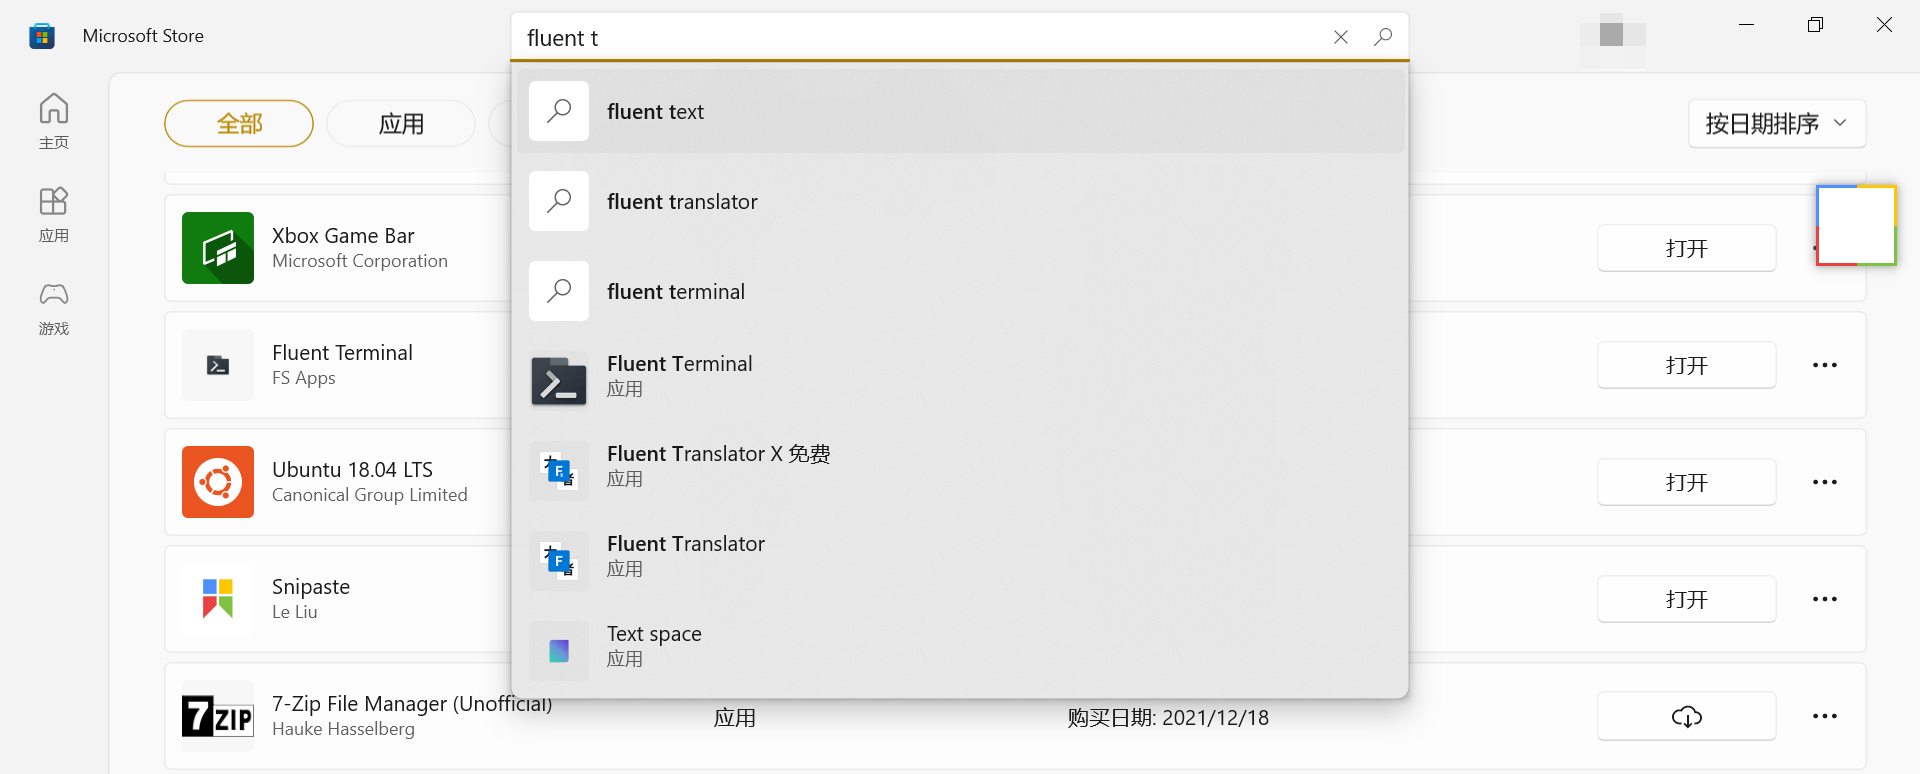 Microsoft Store
fluent t
主页
应用
游戏
全部
应用
按日期排序
fluent text
fluent translator
fluent terminal
Fluent Terminal
应用
Fluent Translator X 免费
应用
Fluent Translator
应用
Text space
应用
Xbox Game Bar
Microsoft Corporation
打开
Fluent Terminal
FS Apps
打开
Ubuntu 18.04 LTS
Canonical Group Limited
打开
Snipaste
Le Liu
打开
7ZIP
7-Zip File Manager (Unofficial)
Hauke Hasselberg
应用
购买日期: 2021/12/18